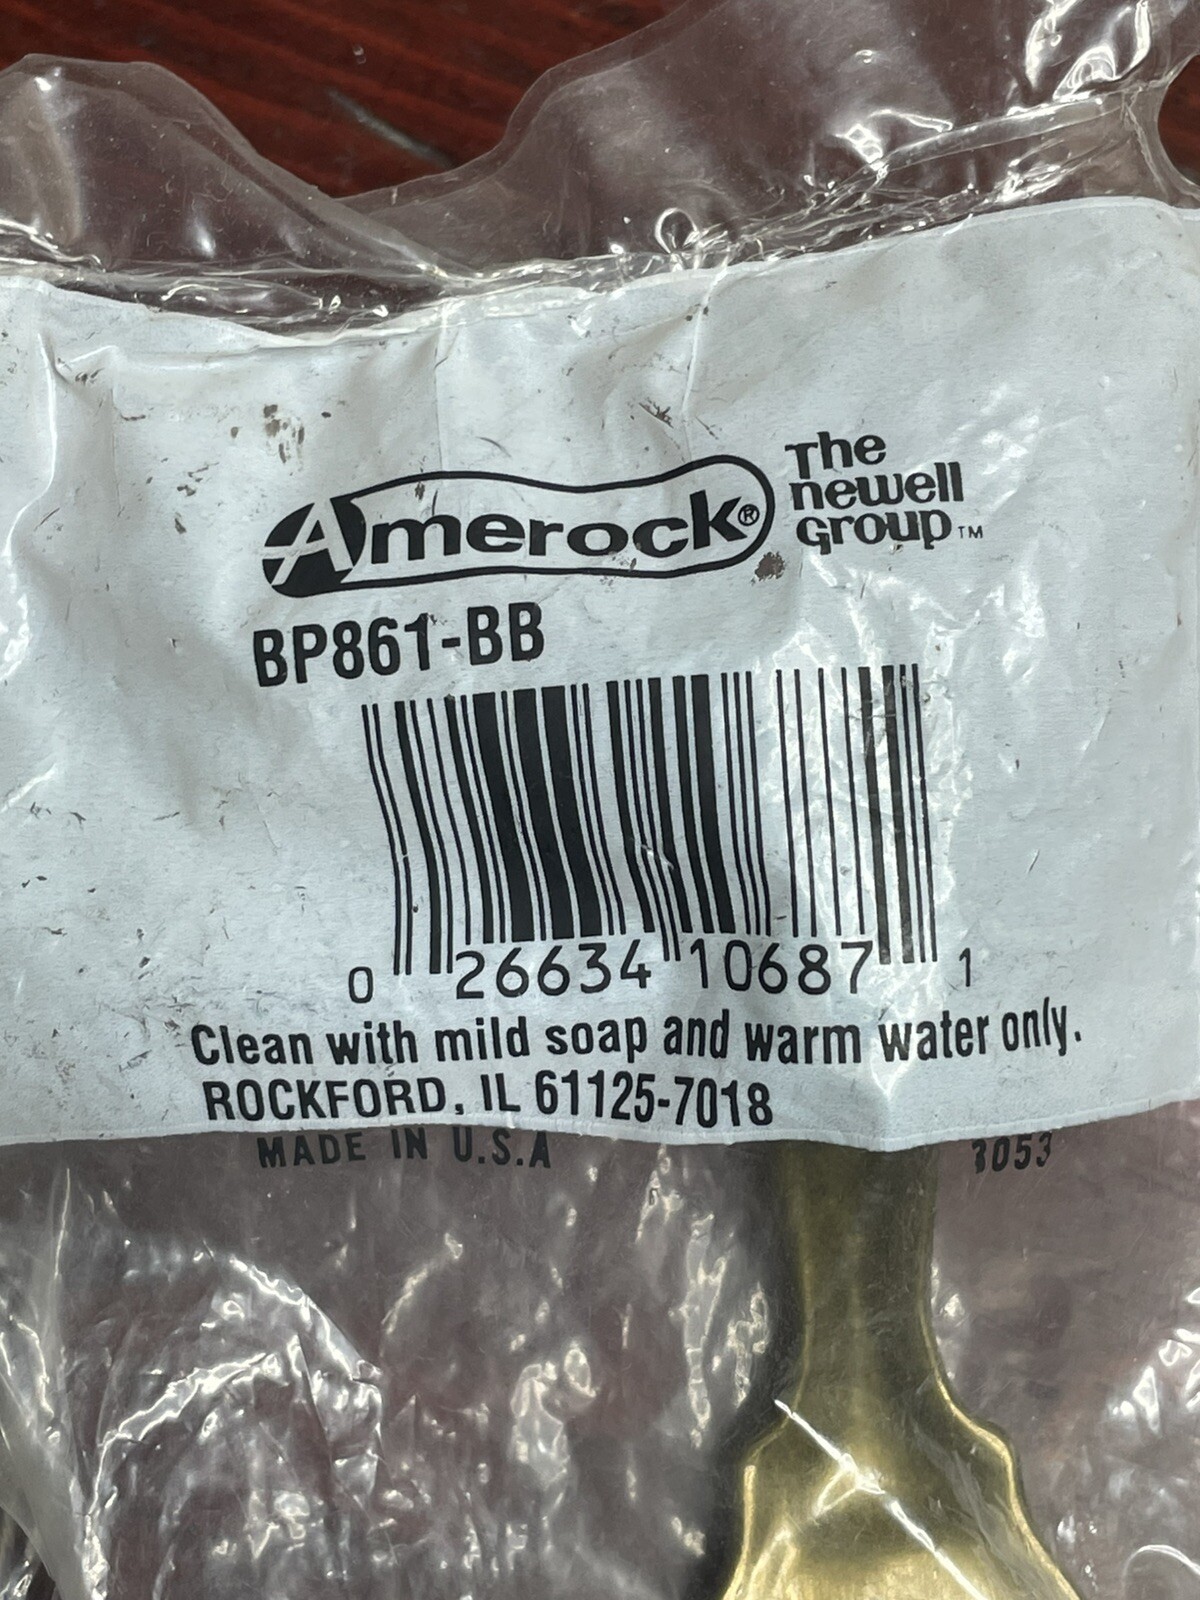 Amerock®
The
newell
group™
BP861-BB
0 26634 10687 1
Clean with mild soap and warm water only.
ROCKFORD, IL 61125-7018
MADE IN U.S.A
3053